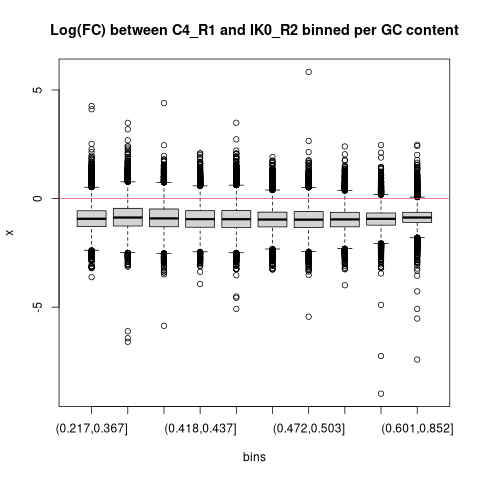 Log(FC) between C4_R1 and IK0_R2 binned per GC content
5
0
-5
x
(0.217,0.367] (0.418,0.437] (0.472,0.503] (0.601,0.852]
bins